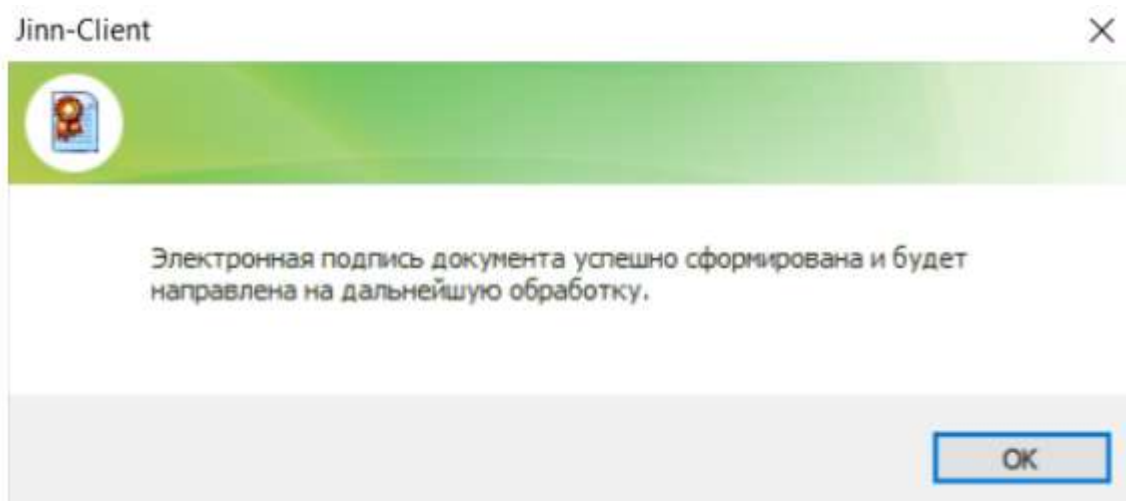 Jinn-Client
Электронная подпись документа успешно сформирована и будет
направлена на дальнейшую обработку.
OK